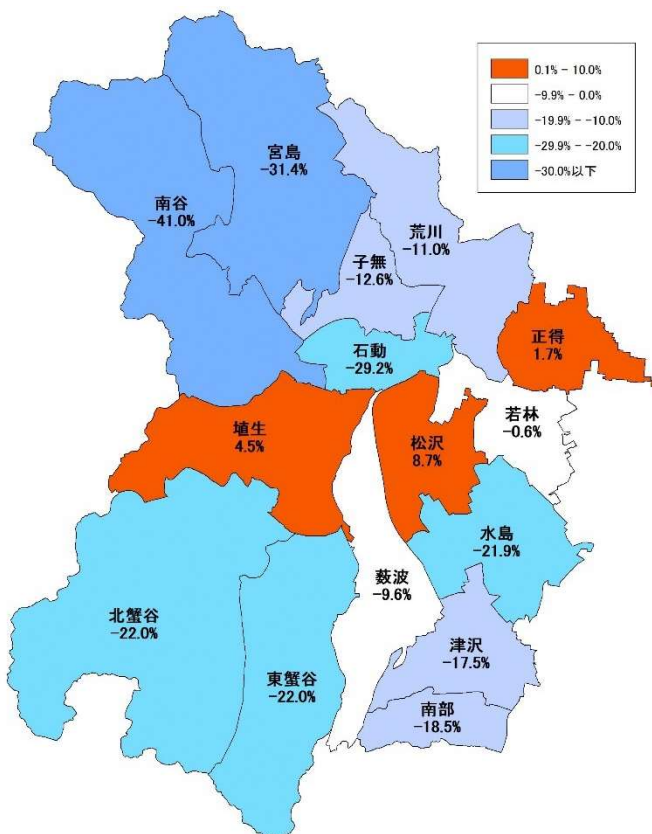 0.1% - 10.0%
-9.9% - 0.0%
-19.9% - -10.0%
-29.9% - -20.0%
-30.0%以下
宮島
-31.4%
南谷
-41.0%
荒川
-11.0%
子無
-12.6%
正得
1.7%
石動
-29.2%
若林
-0.6%
埴生
4.5%
松沢
8.7%
水島
-21.9%
薮波
-9.6%
北蟹谷
-22.0%
津沢
-17.5%
東蟹谷
-22.0%
南部
-18.5%